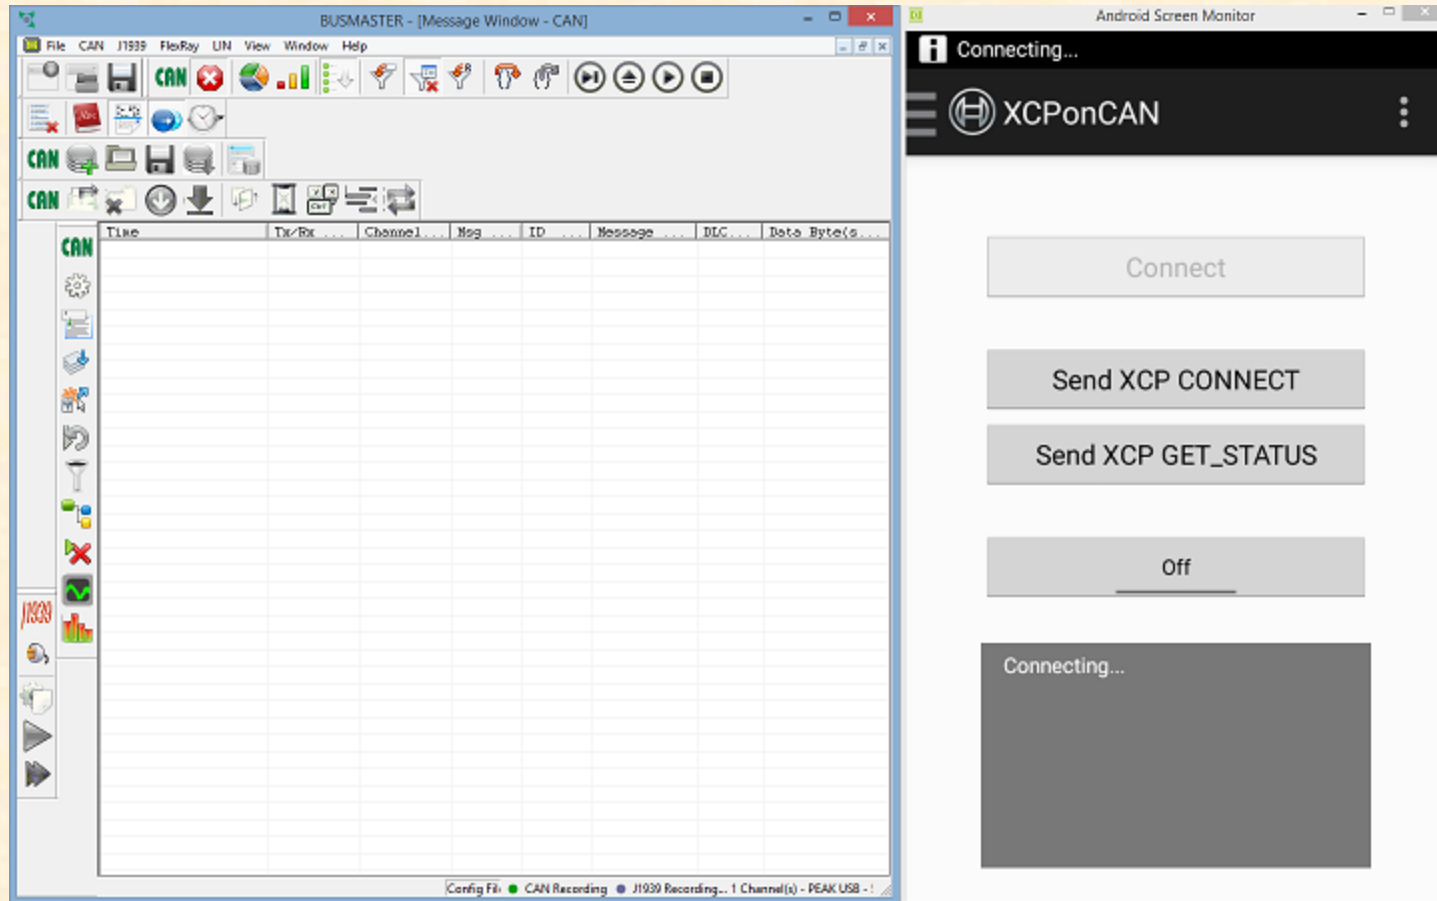 BUSMASTER - [Message Window - CAN]
File CAN J1939 FlexRay LIN View Window Help
CAN
CAN
CAN
CAN
Time Tx/Rx ... Channel... Msg ... ID ... Message ... DLC... Data Byte(s...
J1939
Config Fil CAN Recording J1939 Recording... 1 Channel(s) - PEAK USB -
Android Screen Monitor
Connecting...
XCPonCAN
Connect
Send XCP CONNECT
Send XCP GET_STATUS
Off
Connecting...